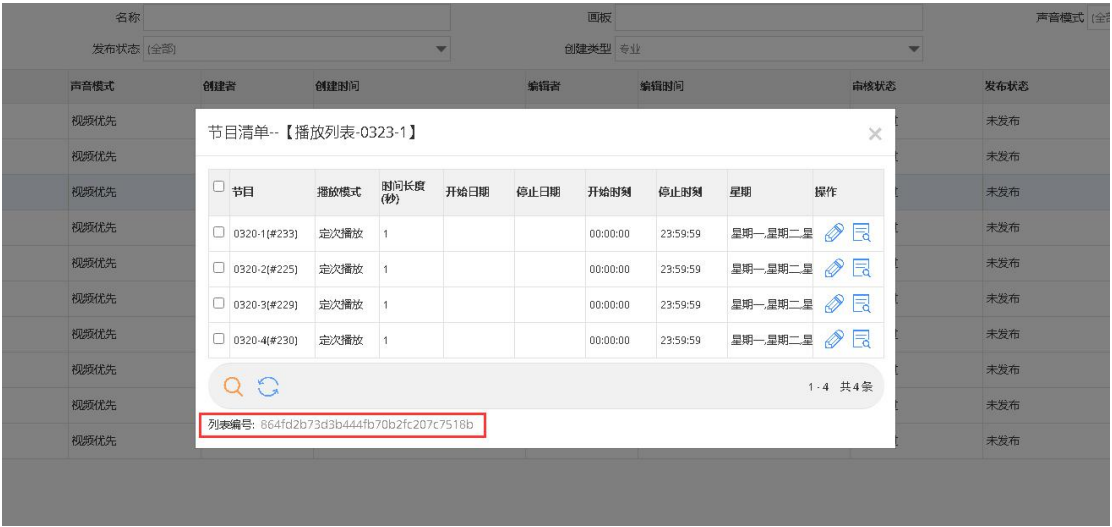 名称 画板 声音模式 (全部
发布状态 (全部) 创建类型 专业
声音模式 创建者 创建时间 编辑者 编辑时间 审核状态 发布状态
视频优先 未发布
节目清单--【播放列表-0323-1】 ×
视频优先 未发布
视频优先 未发布
节目 播放模式 时间长度(秒) 开始日期 停止日期 开始时刻 停止时刻 星期 操作
视频优先 未发布
0320-1(#233) 定次播放 1 00:00:00 23:59:59 星期一,星期二,星
视频优先 未发布
0320-2(#225) 定次播放 1 00:00:00 23:59:59 星期一,星期二,星
视频优先 未发布
0320-3(#229) 定次播放 1 00:00:00 23:59:59 星期一,星期二,星
视频优先 未发布
0320-4(#230) 定次播放 1 00:00:00 23:59:59 星期一,星期二,星
视频优先 未发布
1 - 4 共4条
视频优先 未发布
列表编号: 864fd2b73d3b444fb70b2fc207c7518b
视频优先 未发布